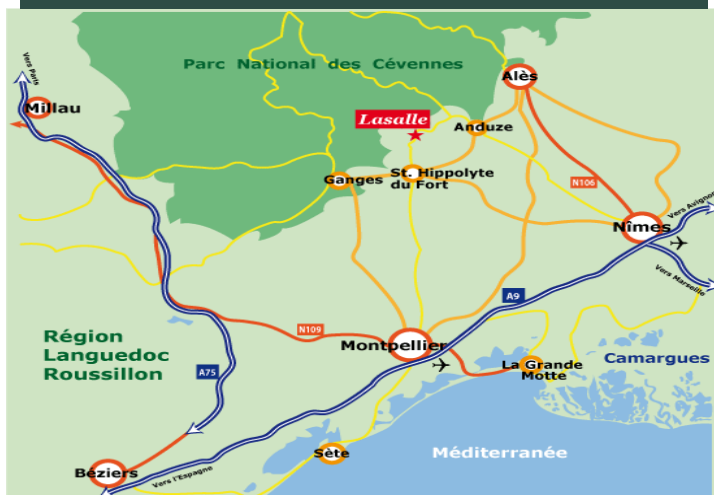 Vers Paris
Parc National des Cévennes
Alès
Millau
Lasalle
Anduze
St. Hippolyte
du Fort
Ganges
N106
Vers Avignon
Nîmes
Vers Marseille
A9
N109
Région
Languedoc
Roussillon
Montpellier
La Grande
Motte
Camargues
A75
Sète
Méditerranée
Béziers
Vers l'Espagne